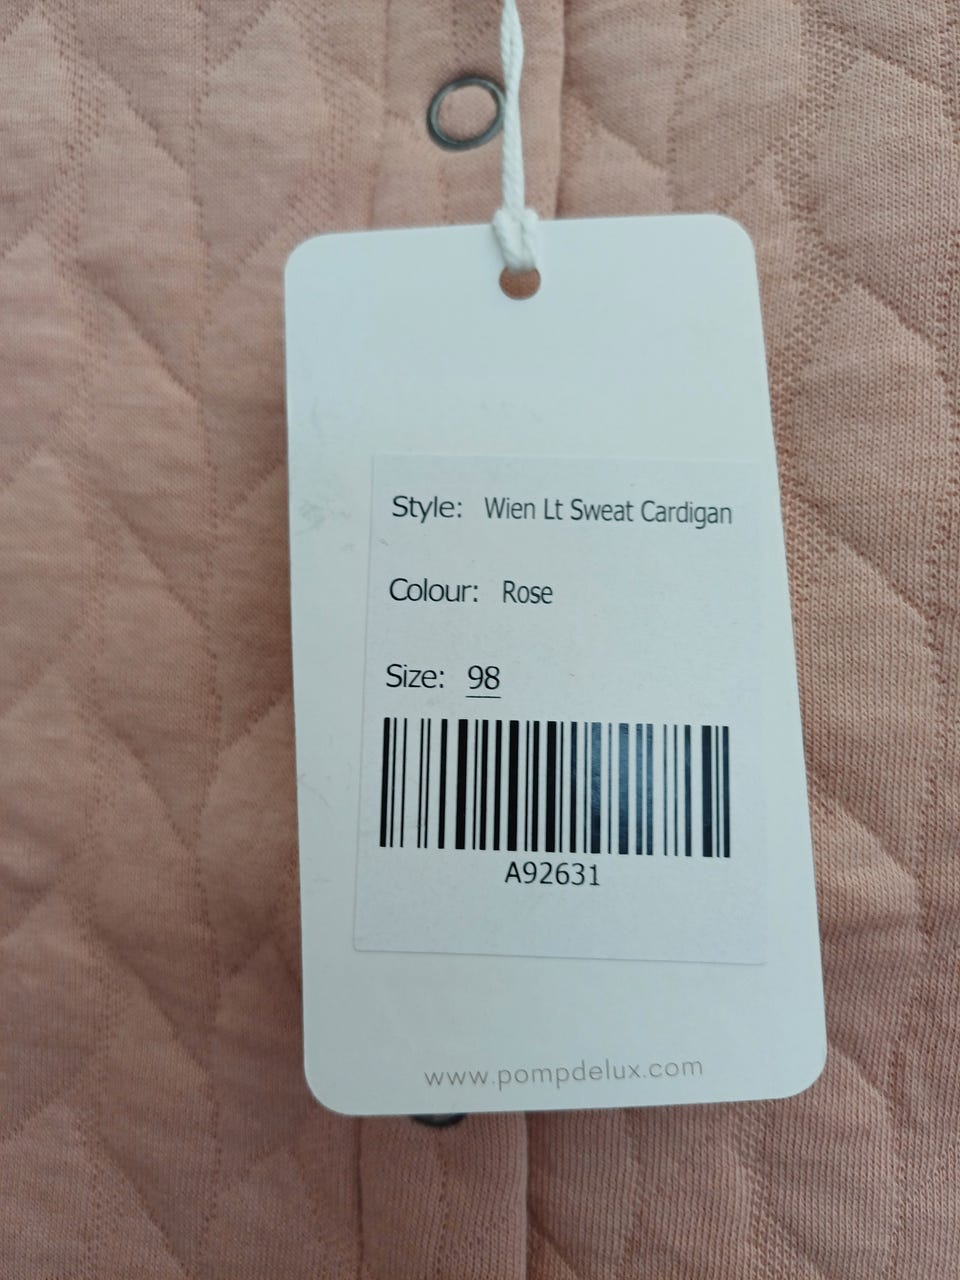 Style: Wien Lt Sweat Cardigan
Colour: Rose
Size: 98
A92631
www.pompdelux.com